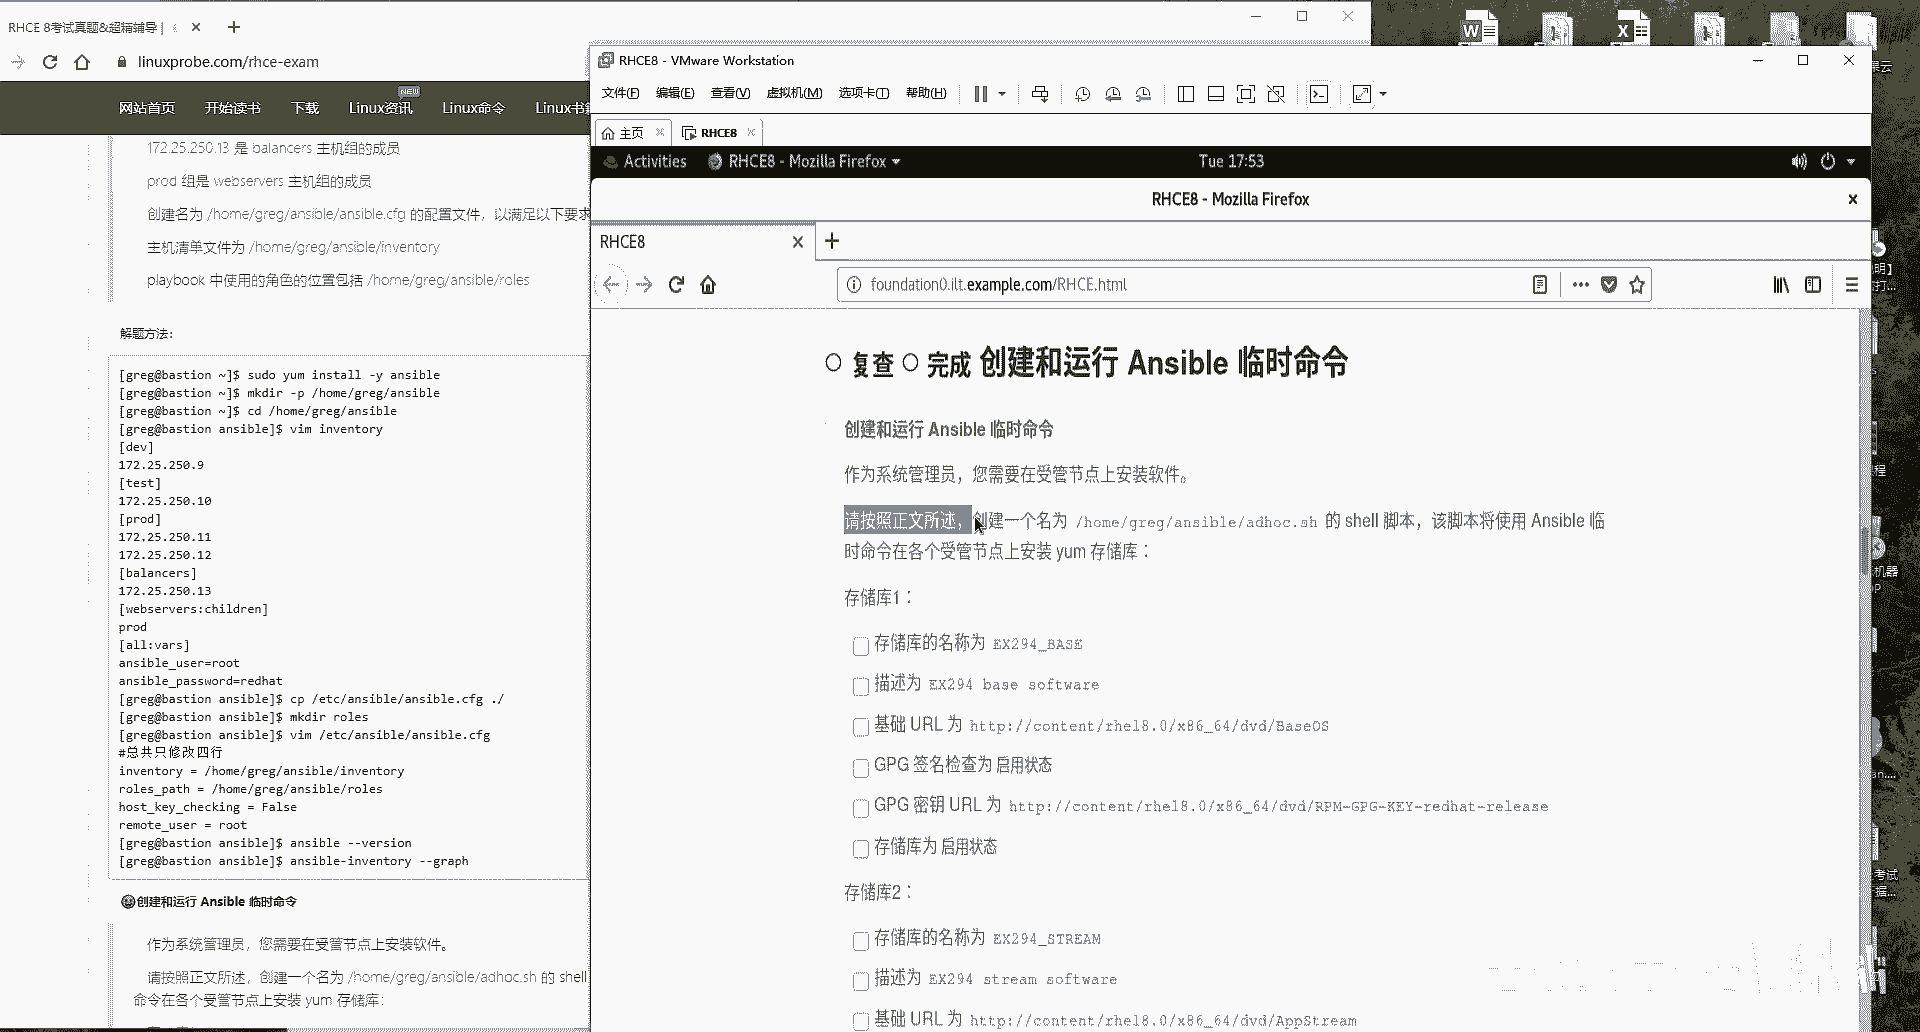 RHCE 8考试真题&超精辅导 |
linuxprobe.com/rhce-exam
网站首页
开始读书
下载
Linux资讯
NEW
Linux命令
Linux书
172.25.250.13 是 balancers 主机组的成员
prod 组是 webservers 主机组的成员
创建名为 /home/greg/ansible/ansible.cfg 的配置文件，以满足以下要求
主机清单文件为 /home/greg/ansible/inventory
playbook 中使用的角色的位置包括 /home/greg/ansible/roles
解题方法:
[greg@bastion ~]$ sudo yum install -y ansible
[greg@bastion ~]$ mkdir -p /home/greg/ansible
[greg@bastion ~]$ cd /home/greg/ansible
[greg@bastion ansible]$ vim inventory
[dev]
172.25.250.9
[test]
172.25.250.10
[prod]
172.25.250.11
172.25.250.12
[balancers]
172.25.250.13
[webservers:children]
prod
[all:vars]
ansible_user=root
ansible_password=redhat
[greg@bastion ansible]$ cp /etc/ansible/ansible.cfg ./
[greg@bastion ansible]$ mkdir roles
[greg@bastion ansible]$ vim /etc/ansible/ansible.cfg
#总共只修改四行
inventory = /home/greg/ansible/inventory
roles_path = /home/greg/ansible/roles
host_key_checking = False
remote_user = root
[greg@bastion ansible]$ ansible --version
[greg@bastion ansible]$ ansible-inventory --graph
创建和运行 Ansible 临时命令
作为系统管理员，您需要在受管节点上安装软件。
请按照正文所述，创建一个名为 /home/greg/ansible/adhoc.sh 的 shell
命令在各个受管节点上安装 yum 存储库:
RHCE8 - VMware Workstation
文件(F) 编辑(E) 查看(V) 虚拟机(M) 选项卡(T) 帮助(H)
主页
RHCE8
Activities
RHCE8 - Mozilla Firefox
Tue 17:53
RHCE8 - Mozilla Firefox
RHCE8
foundation0.ilt.example.com/RHCE.html
复查 完成 创建和运行 Ansible 临时命令
创建和运行 Ansible 临时命令
作为系统管理员，您需要在受管节点上安装软件。
请按照正文所述，创建一个名为 /home/greg/ansible/adhoc.sh 的 shell 脚本，该脚本将使用 Ansible 临
时命令在各个受管节点上安装 yum 存储库：
存储库1：
存储库的名称为 EX294_BASE
描述为 EX294 base software
基础 URL 为 http://content/rhel8.0/x86_64/dvd/BaseOS
GPG 签名检查为 启用状态
GPG 密钥 URL 为 http://content/rhel8.0/x86_64/dvd/RPM-GPG-KEY-redhat-release
存储库为 启用状态
存储库2：
存储库的名称为 EX294_STREAM
描述为 EX294 stream software
基础 URL 为 http://content/rhel8.0/x86_64/dvd/AppStream